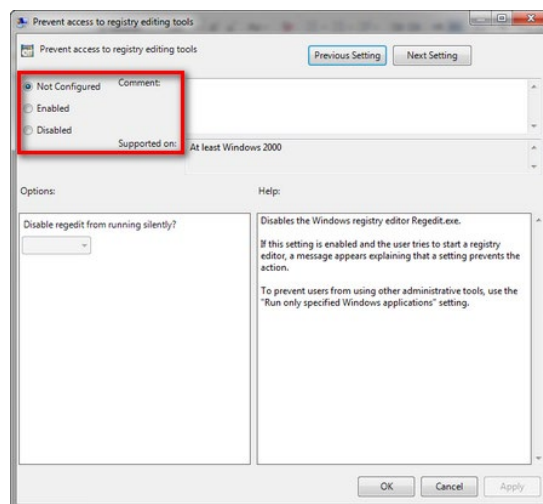 Prevent access to registry editing tools
Prevent access to registry editing tools
Previous Setting
Next Setting
Not Configured
Comment:
Enabled
Disabled
Supported on:
At least Windows 2000
Options:
Help:
Disable regedit from running silently?
Disables the Windows registry editor Regedit.exe.
If this setting is enabled and the user tries to start a registry
editor, a message appears explaining that a setting prevents the
action.
To prevent users from using other administrative tools, use the
"Run only specified Windows applications" setting.
OK
Cancel
Apply